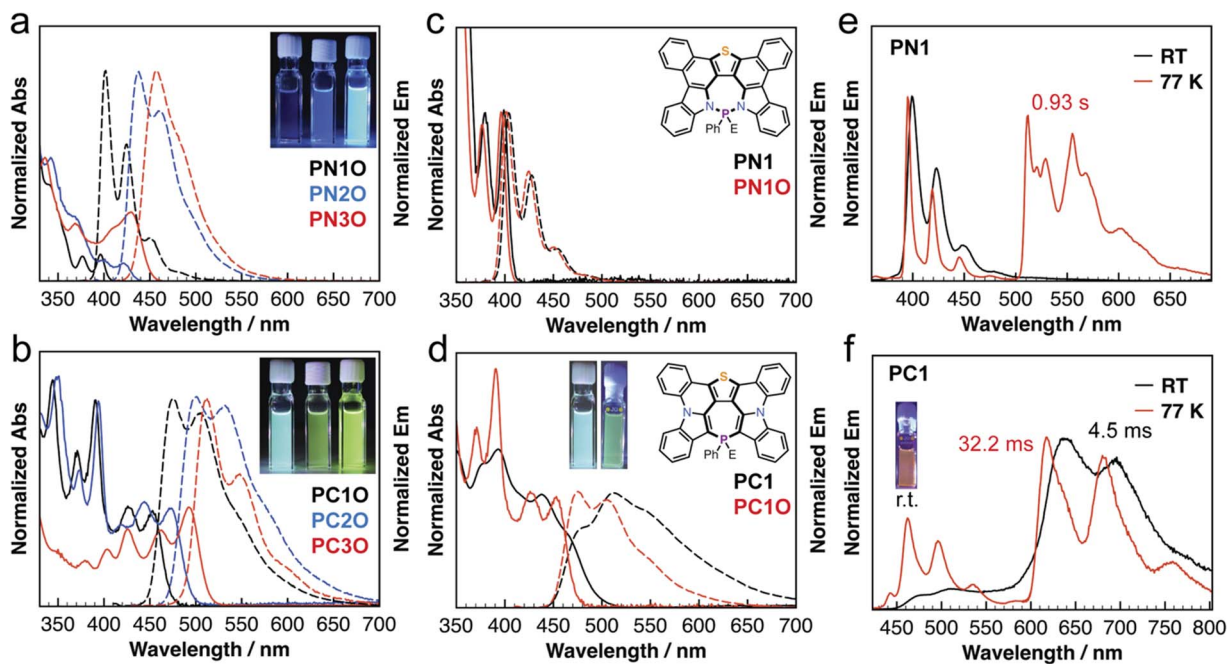 a
Normalized Abs
Normalized Em
PN1O
PN2O
PN3O
350 400 450 500 550 600 650 700
Wavelength / nm
c
Normalized Abs
Normalized Em
S
N P N
Ph E
PN1
PN1O
350 400 450 500 550 600 650 700
Wavelength / nm
e
PN1
Normalized Em
RT
77 K
0.93 s
400 450 500 550 600 650
Wavelength / nm
b
Normalized Abs
Normalized Em
PC1O
PC2O
PC3O
350 400 450 500 550 600 650 700
Wavelength / nm
d
Normalized Abs
Normalized Em
S
N N
P
Ph E
PC1
PC1O
350 400 450 500 550 600 650 700
Wavelength / nm
f
PC1
Normalized Em
RT
77 K
32.2 ms
4.5 ms
r.t.
450 500 550 600 650 700 750 800
Wavelength / nm